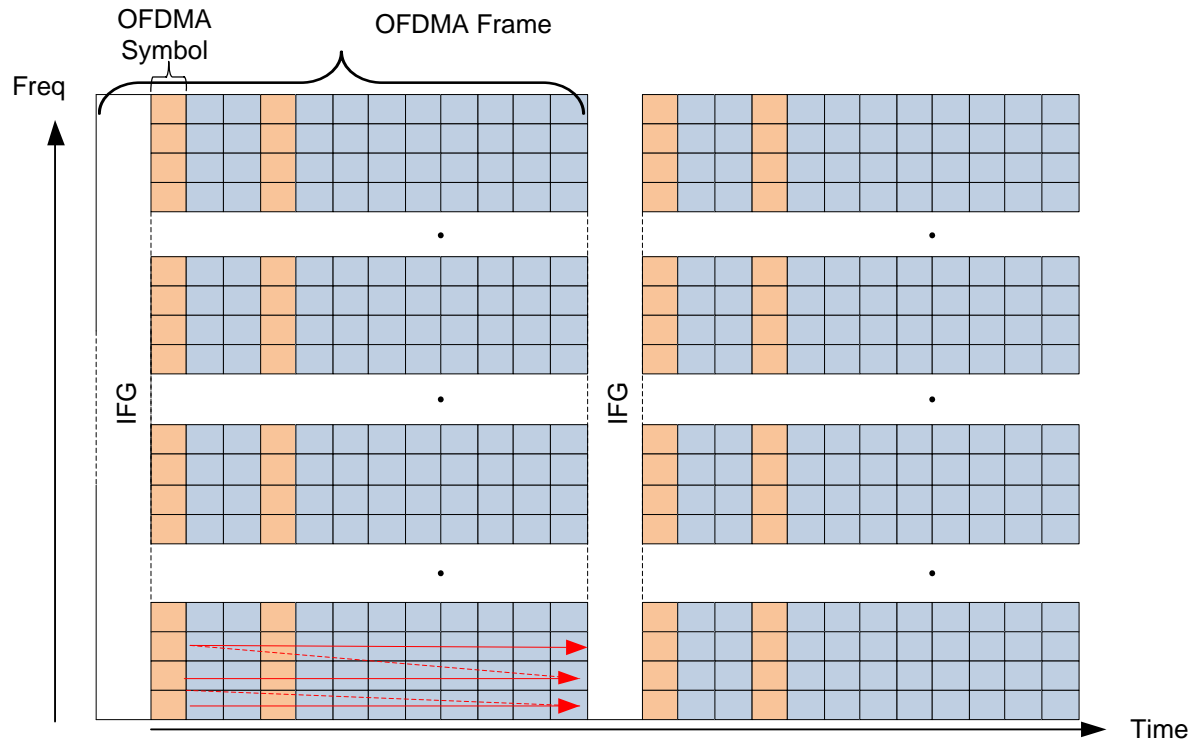 OFDMA
Symbol
OFDMA Frame
Freq
IFG
IFG
Time